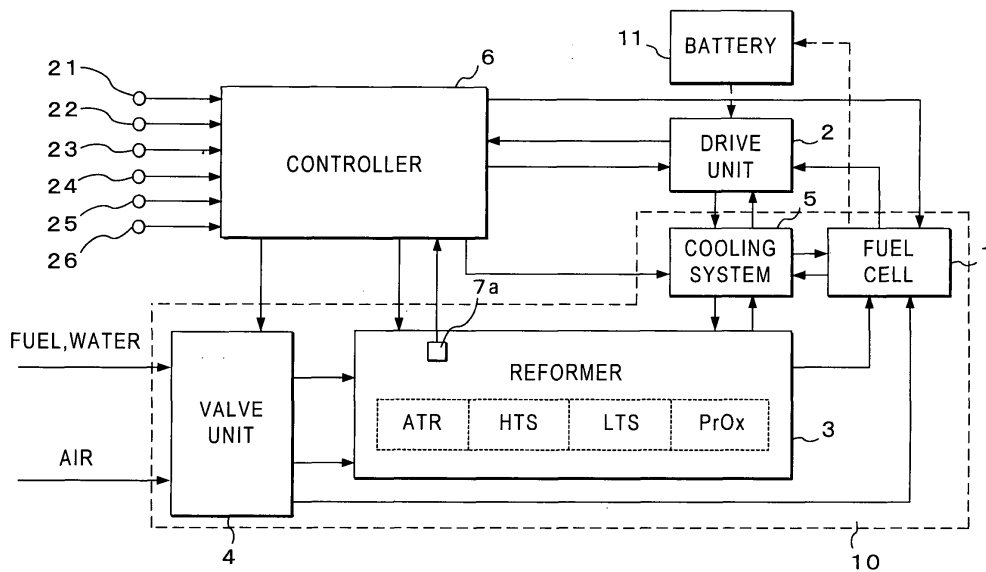 11
BATTERY
6
21
22
23
24
25
26
CONTROLLER
DRIVE
UNIT
2
5
COOLING
SYSTEM
FUEL
CELL
7a
FUEL,WATER
AIR
VALVE
UNIT
REFORMER
ATR HTS LTS PrOx
3
4
10